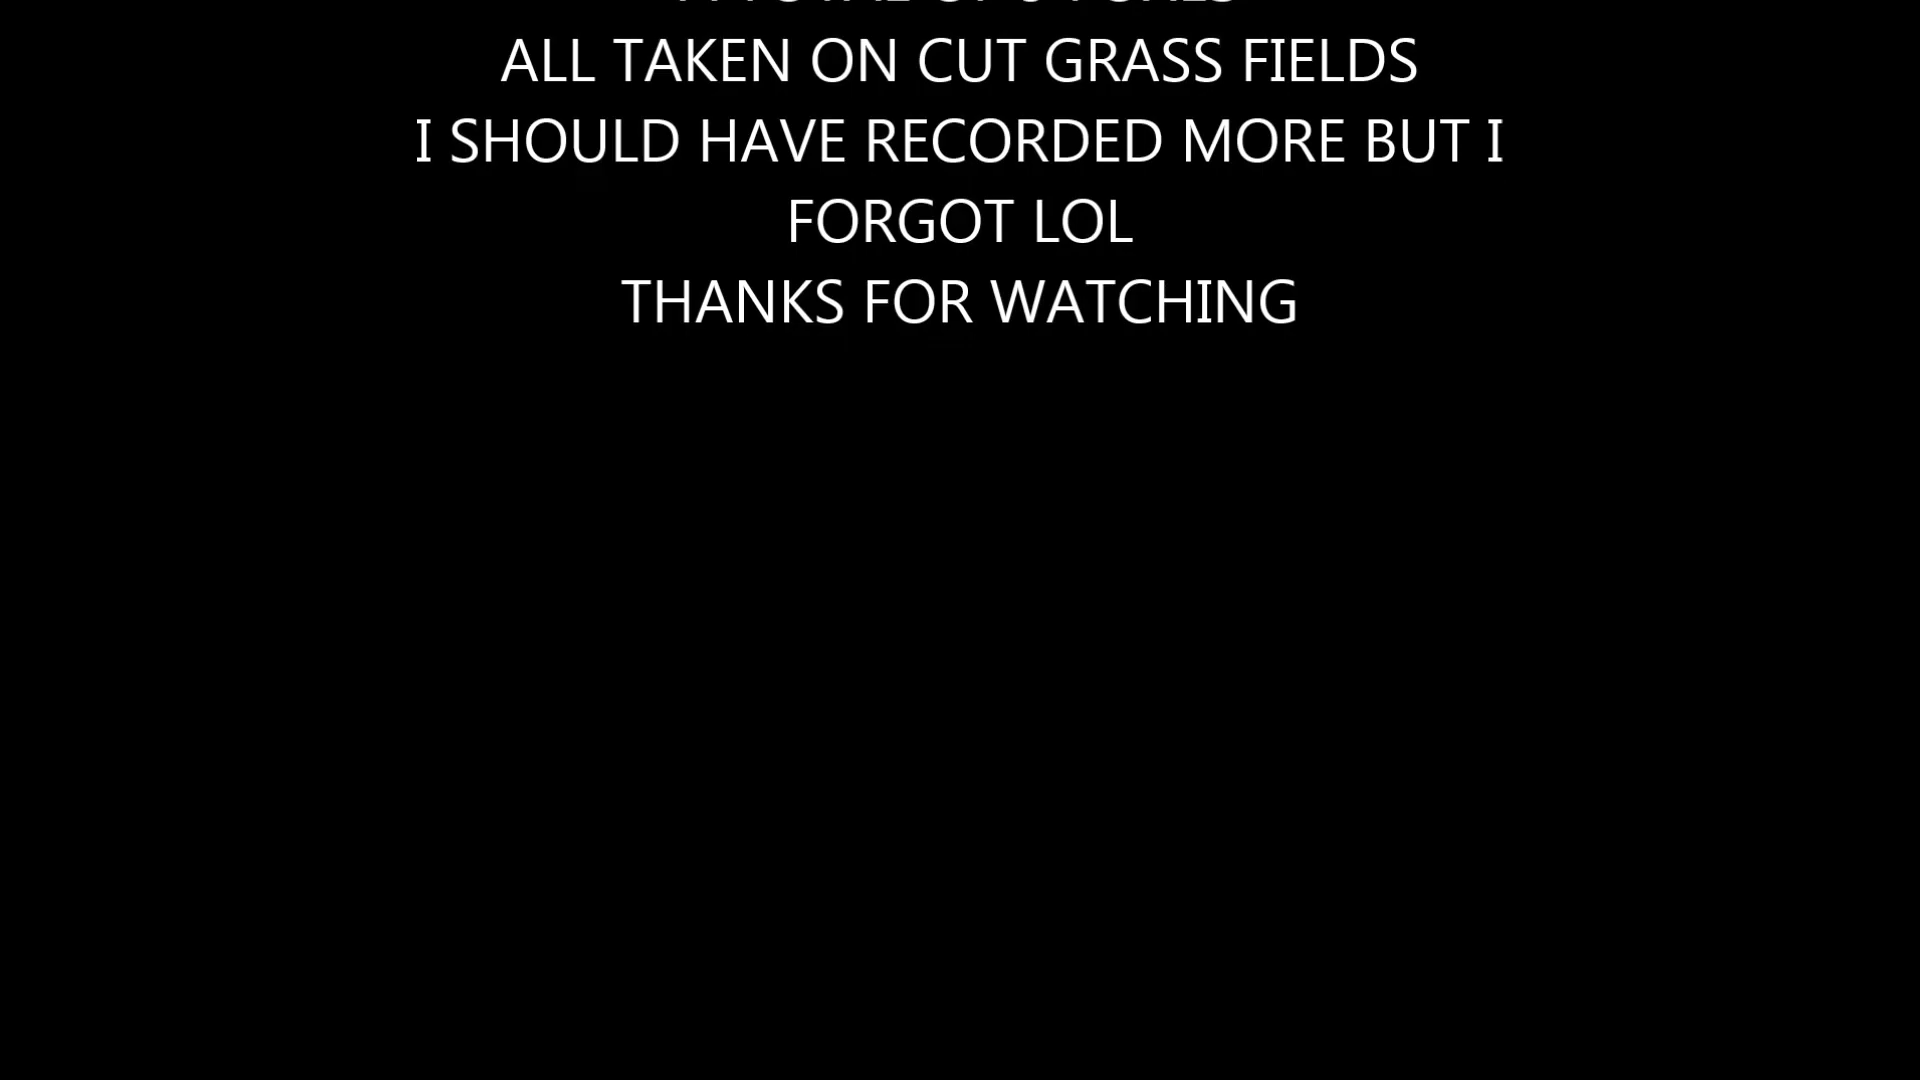 ALL TAKEN ON CUT GRASS FIELDS
I SHOULD HAVE RECORDED MORE BUT I
FORGOT LOL
THANKS FOR WATCHING